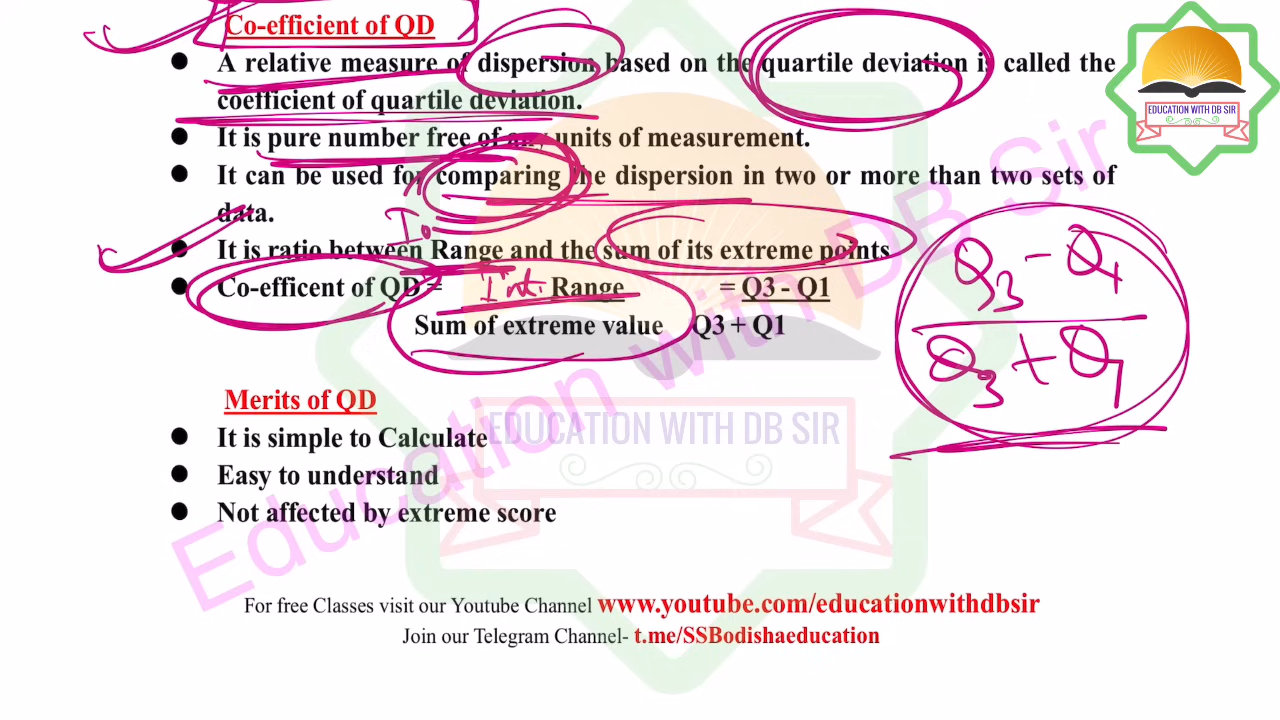 Co-efficient of QD
● A relative measure of dispersion based on the quartile deviation is called the
coefficient of quartile deviation.
● It is pure number free of any units of measurement.
● It can be used for comparing the dispersion in two or more than two sets of
data.
● It is ratio between Range and the sum of its extreme points
● Co-efficent of QD = Int. Range = Q3 - Q1
Sum of extreme value Q3 + Q1
Q3 - Q1
Q3 + Q1
Merits of QD
● It is simple to Calculate
● Easy to understand
● Not affected by extreme score
For free Classes visit our Youtube Channel www.youtube.com/educationwithdbsir
Join our Telegram Channel- t.me/SSBodishaeducation
EDUCATION WITH DB SIR
EDUCATION WITH DB SIR
Education with DB Sir